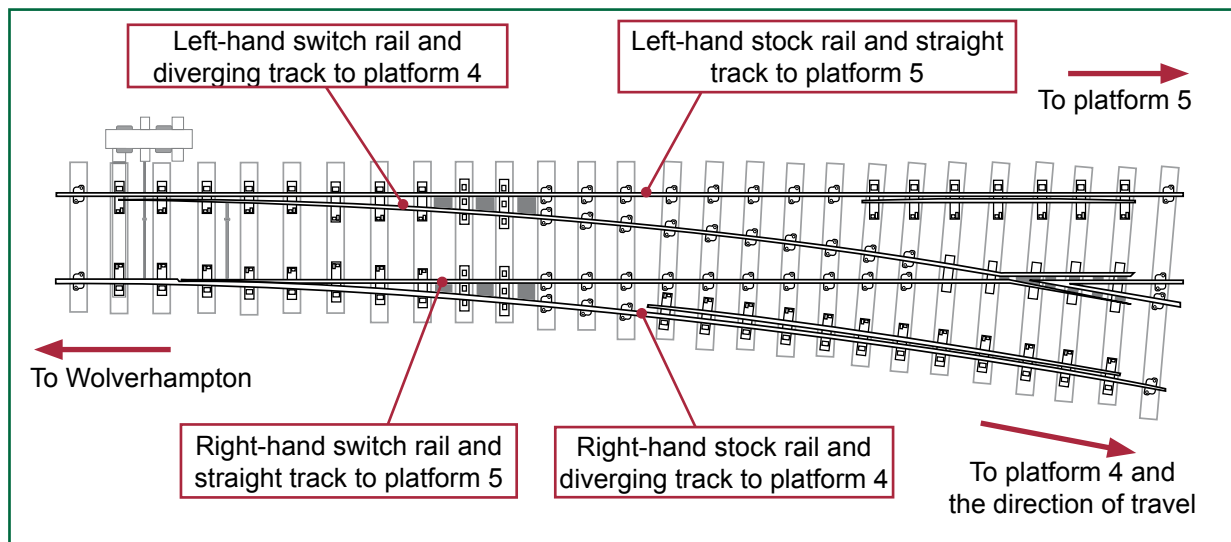 Left-hand switch rail and
diverging track to platform 4
Left-hand stock rail and straight
track to platform 5
To platform 5
To Wolverhampton
Right-hand switch rail and
straight track to platform 5
Right-hand stock rail and
diverging track to platform 4
To platform 4 and
the direction of travel